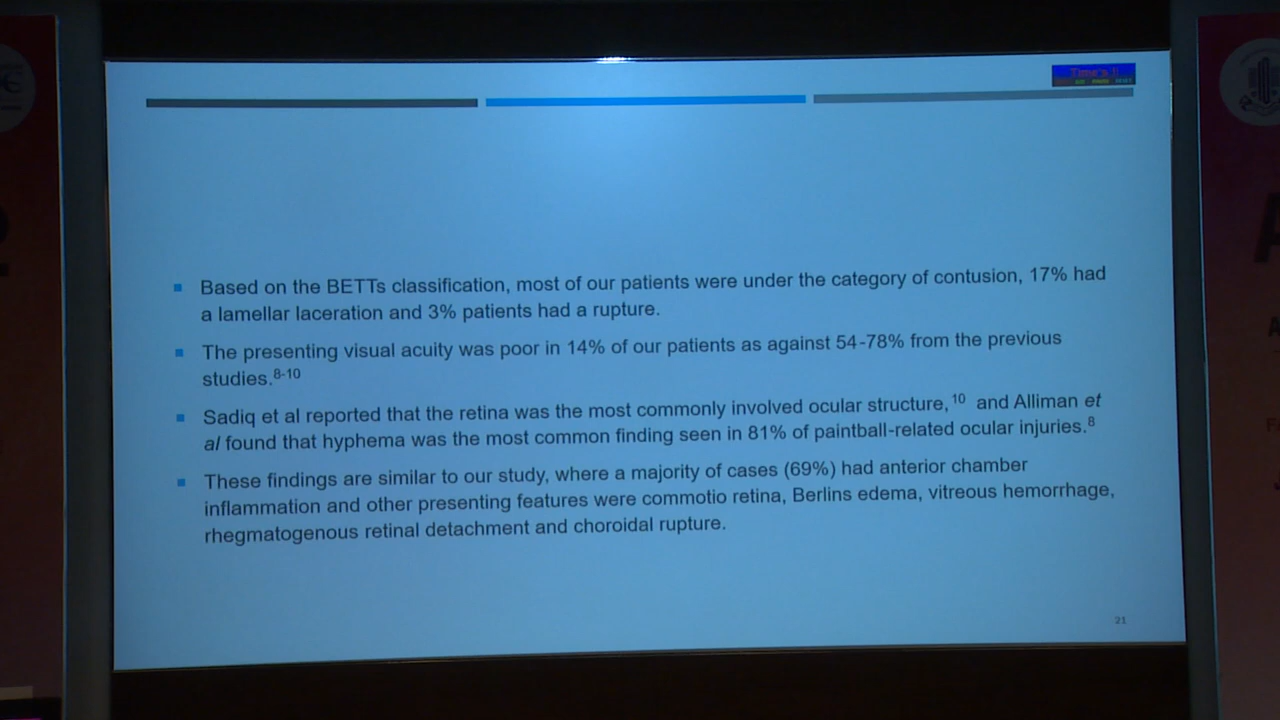 Time's
Based on the BETTs classification, most of our patients were under the category of contusion, 17% had
a lamellar laceration and 3% patients had a rupture.
The presenting visual acuity was poor in 14% of our patients as against 54-78% from the previous
studies.8-10
Sadiq et al reported that the retina was the most commonly involved ocular structure,10 and Alliman et
al found that hyphema was the most common finding seen in 81% of paintball-related ocular injuries.8
These findings are similar to our study, where a majority of cases (69%) had anterior chamber
inflammation and other presenting features were commotio retina, Berlins edema, vitreous hemorrhage,
rhegmatogenous retinal detachment and choroidal rupture.
21